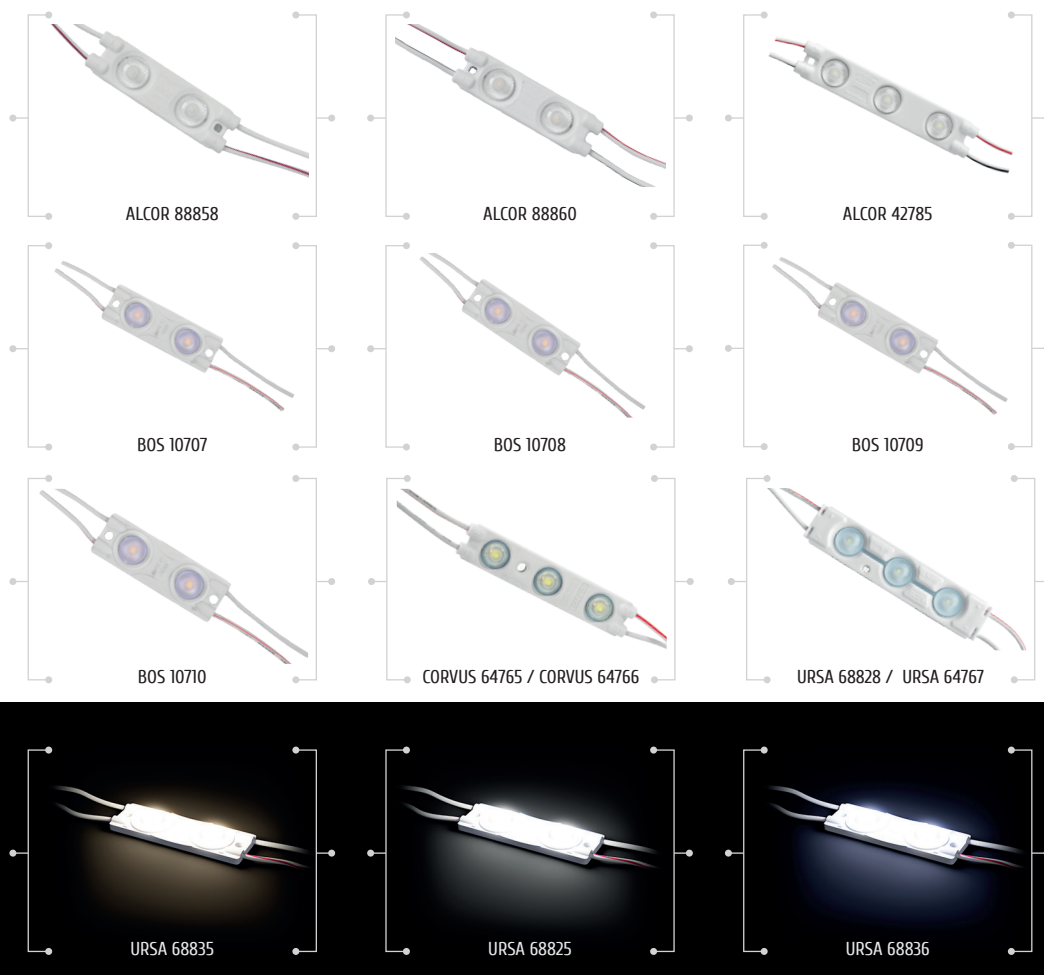 ALCOR 88858
ALCOR 88860
ALCOR 42785
BOS 10707
BOS 10708
BOS 10709
BOS 10710
CORVUS 64765 / CORVUS 64766
URSA 68828 / URSA 64767
URSA 68835
URSA 68825
URSA 68836